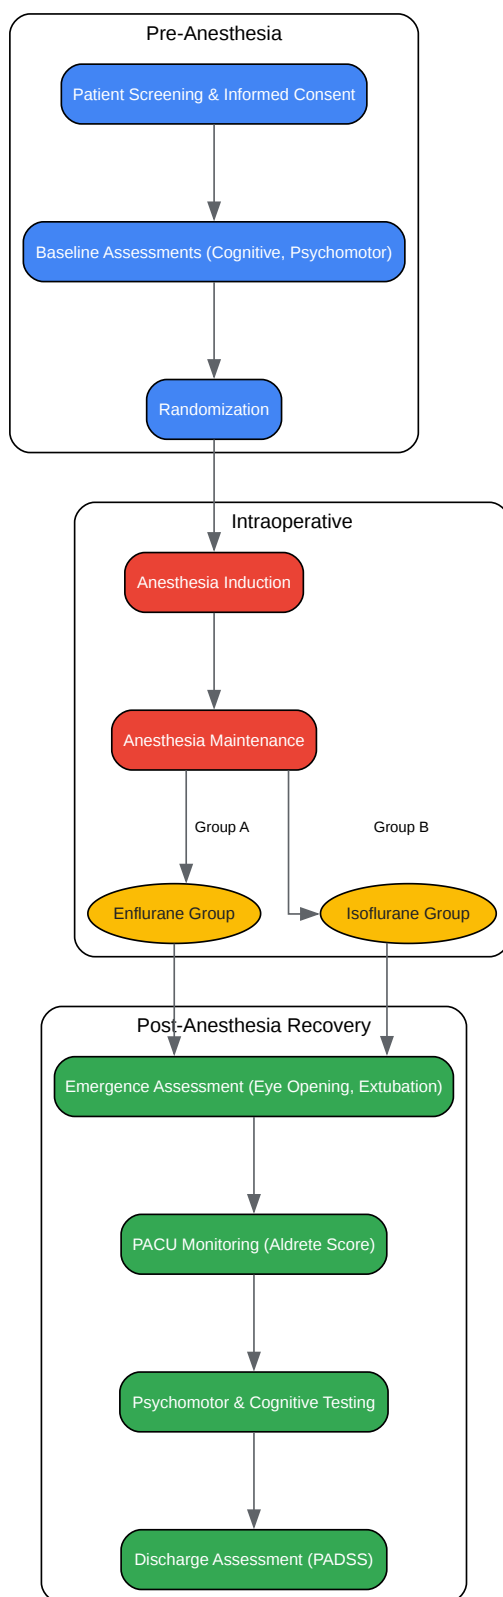 Pre-Anesthesia
Patient Screening & Informed Consent
Baseline Assessments (Cognitive, Psychomotor)
Randomization
Intraoperative
Anesthesia Induction
Anesthesia Maintenance
Group A
Group B
Enflurane Group
Isoflurane Group
Post-Anesthesia Recovery
Emergence Assessment (Eye Opening, Extubation)
PACU Monitoring (Aldrete Score)
Psychomotor & Cognitive Testing
Discharge Assessment (PADSS)